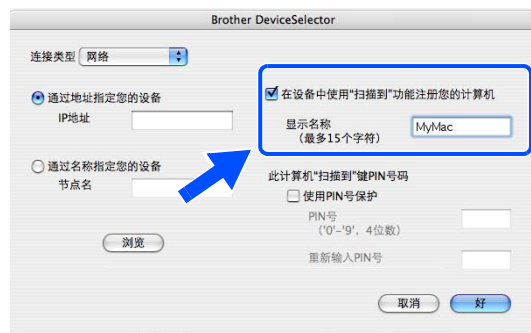 Brother DeviceSelector
连接类型 网络
通过地址指定您的设备
IP地址
通过名称指定您的设备
节点名
浏览
在设备中使用“扫描到”功能注册您的计算机
显示名称 MyMac
(最多15个字符)
此计算机“扫描到”键PIN号码
使用PIN号保护
PIN号
('0'-'9', 4位数)
重新输入PIN号
取消 好